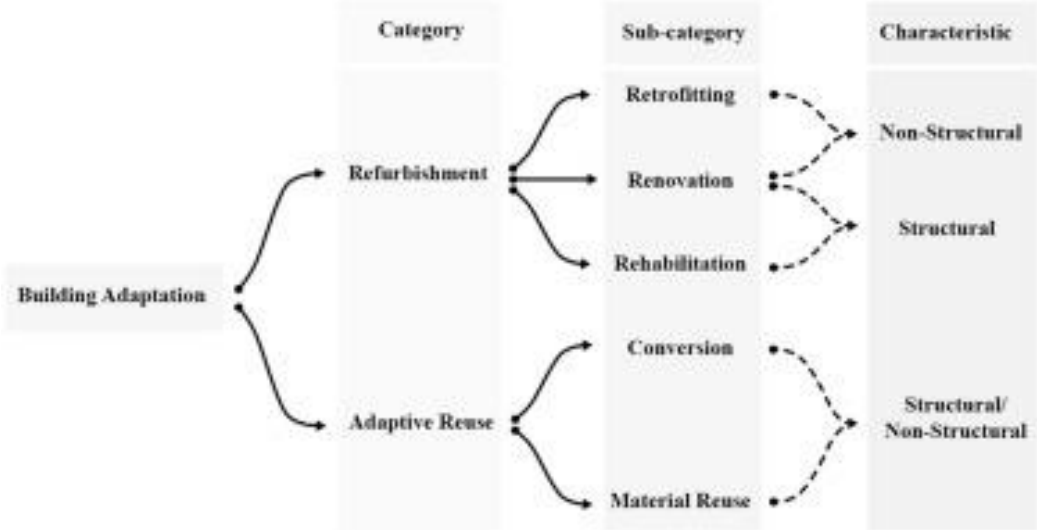 Category
Sub-category
Characteristic
Retrofitting
Non-Structural
Refurbishment
Renovation
Structural
Rehabilitation
Building Adaptation
Conversion
Adaptive Reuse
Structural/
Non-Structural
Material Reuse